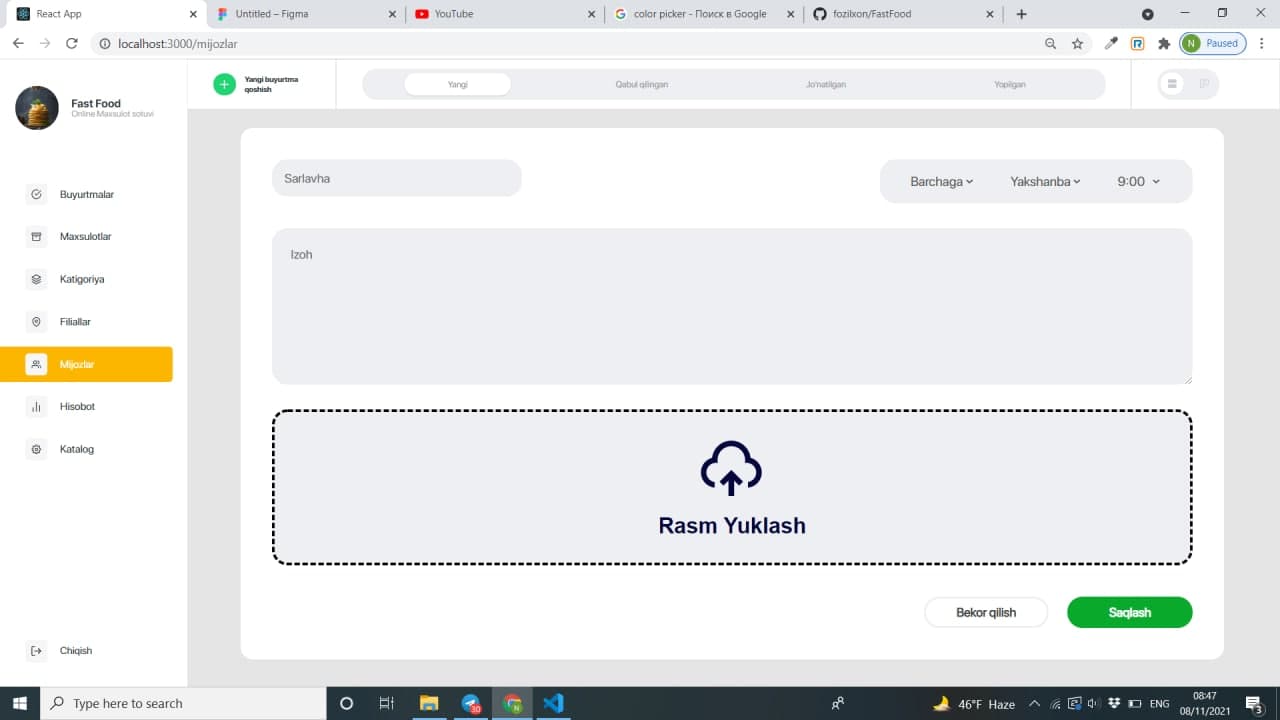 React App
Untitled – Figma
YouTube
color picker - Поиск в Google
fozilxon/FastFood
localhost:3000/mijozlar
N
Paused
Fast Food
Online Maxsulot sotuvi
Yangi buyurtma
qoshish
Yangi
Qabul qilingan
Jo'natilgan
Yopilgan
Buyurtmalar
Maxsulotlar
Katigoriya
Filiallar
Mijozlar
Hisobot
Katalog
Chiqish
Sarlavha
Barchaga
Yakshanba
9:00
Izoh
Rasm Yuklash
Bekor qilish
Saqlash
Type here to search
30
46°F Haze
ENG
08:47
08/11/2021
3